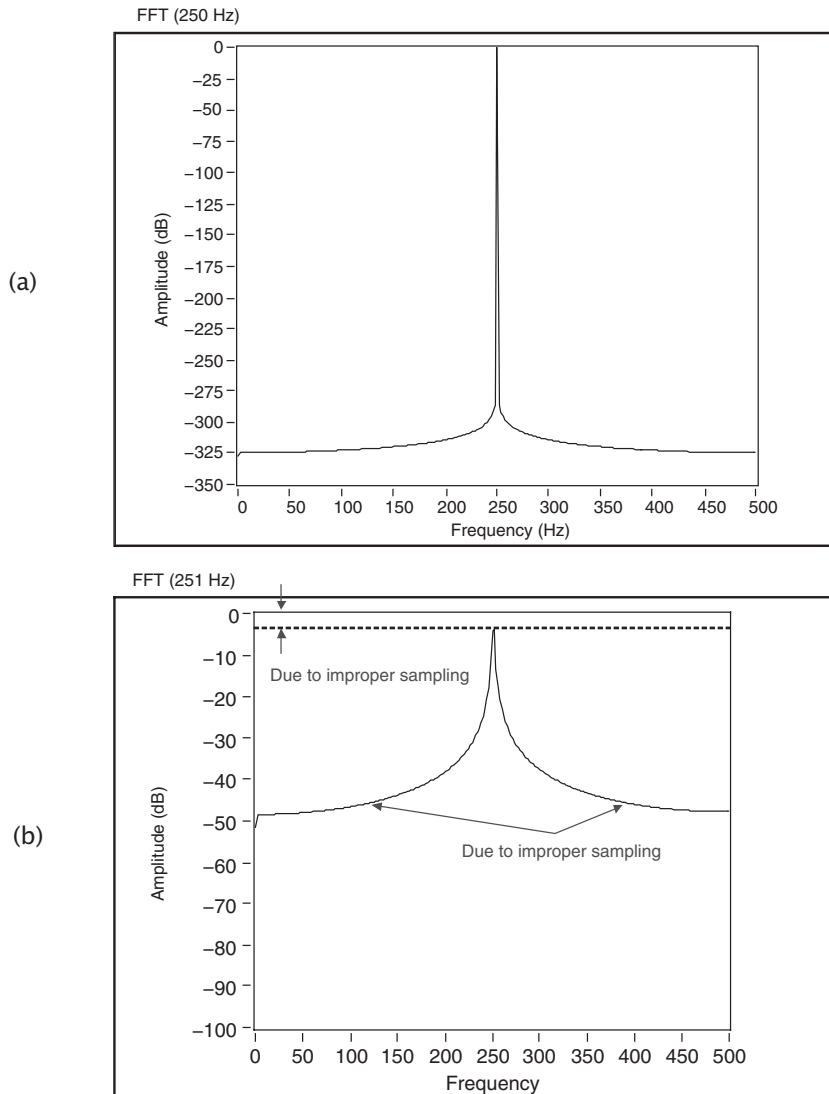 FFT (250 Hz)
(a)
Amplitude (dB)
0
−25
−50
−75
−100
−125
−150
−175
−200
−225
−250
−275
−300
−325
−350
0 50 100 150 200 250 300 350 400 450 500
Frequency (Hz)
FFT (251 Hz)
(b)
Amplitude (dB)
0
−10
−20
−30
−40
−50
−60
−70
−80
−90
−100
Due to improper sampling
Due to improper sampling
0 50 100 150 200 250 300 350 400 450 500
Frequency